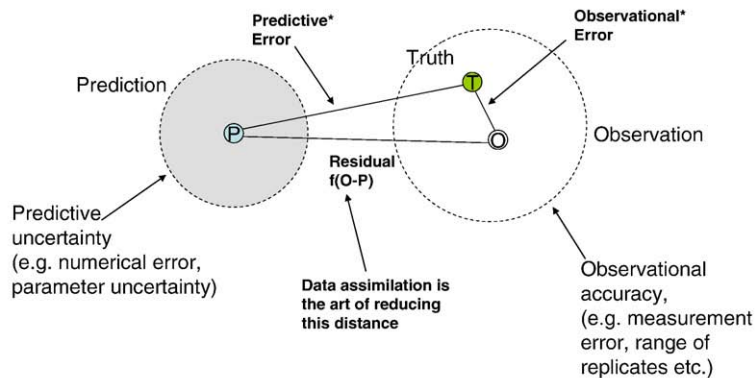 Predictive*
Error
Observational*
Error
Truth
T
Prediction
P
O
Observation
Residual
f(O-P)
Predictive
uncertainty
(e.g. numerical error,
parameter uncertainty)
Data assimilation is
the art of reducing
this distance
Observational
accuracy,
(e.g. measurement
error, range of
replicates etc.)